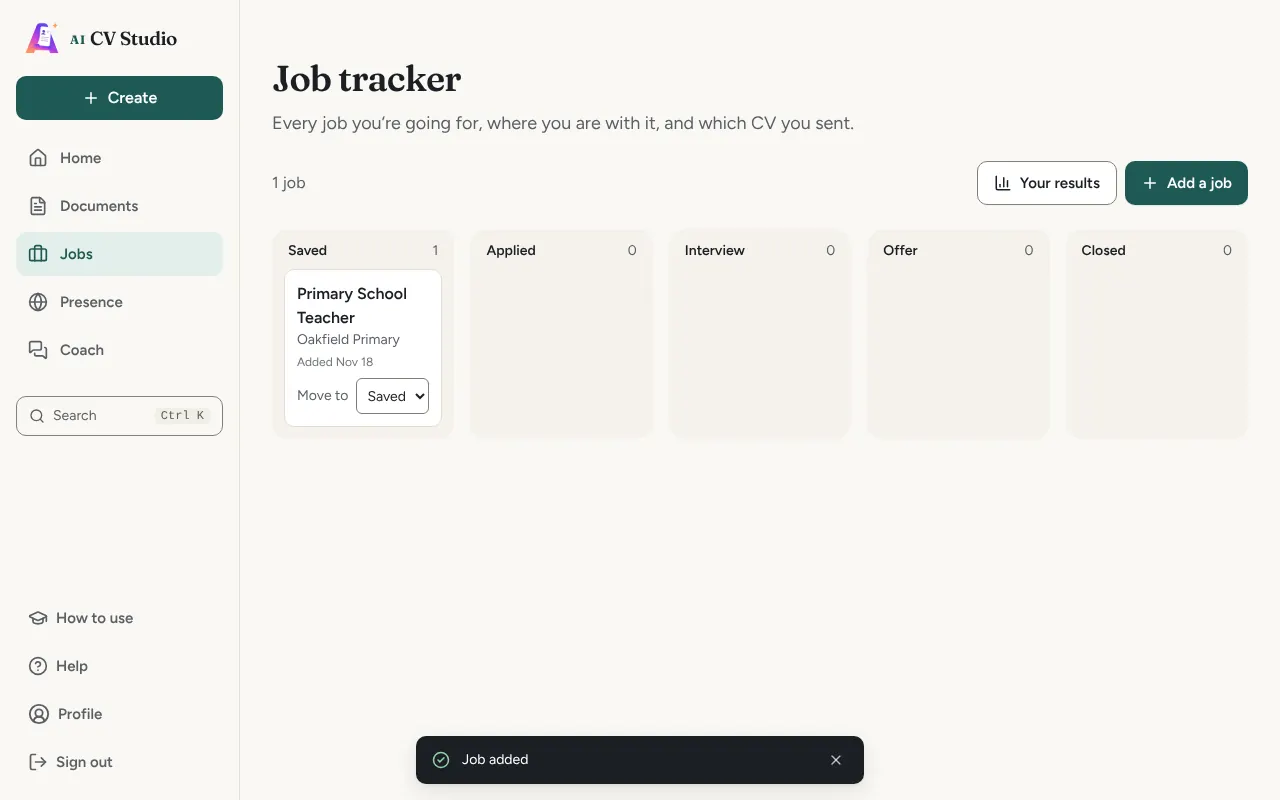 AI CV Studio
Create
Home
Documents
Jobs
Presence
Coach
Search Ctrl K
How to use
Help
Profile
Sign out
Job tracker
Every job you’re going for, where you are with it, and which CV you sent.
1 job
Your results
Add a job
Saved 1
Primary School
Teacher
Oakfield Primary
Added Nov 18
Move to Saved
Applied 0
Interview 0
Offer 0
Closed 0
Job added